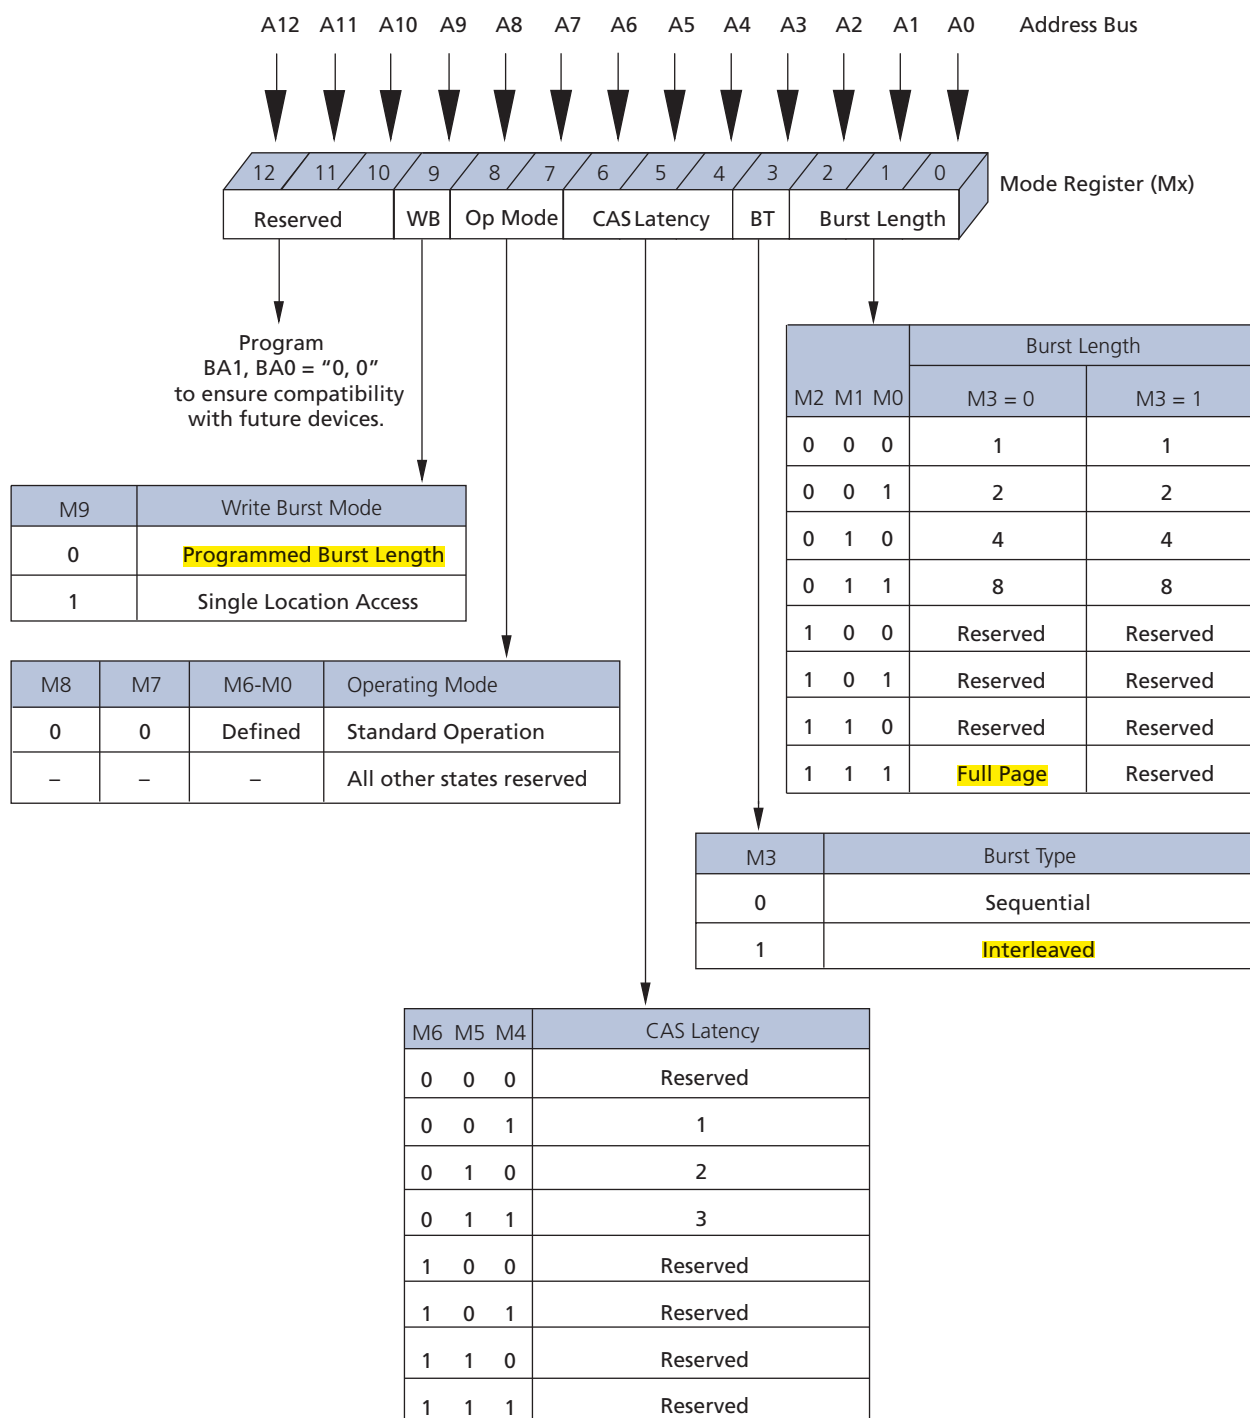 A12 A11 A10 A9 A8 A7 A6 A5 A4 A3 A2 A1 A0 Address Bus
12 11 10 9 8 7 6 5 4 3 2 1 0
Mode Register (Mx)
Reserved WB Op Mode CAS Latency BT Burst Length
Program
BA1, BA0 = “0, 0”
to ensure compatibility
with future devices.
Burst Length
M2 M1 M0 M3 = 0 M3 = 1
0 0 0 1 1
0 0 1 2 2
0 1 0 4 4
0 1 1 8 8
1 0 0 Reserved Reserved
1 0 1 Reserved Reserved
1 1 0 Reserved Reserved
1 1 1 Full Page Reserved
M9 Write Burst Mode
0 Programmed Burst Length
1 Single Location Access
M8 M7 M6-M0 Operating Mode
0 0 Defined Standard Operation
– – – All other states reserved
M3 Burst Type
0 Sequential
1 Interleaved
M6 M5 M4 CAS Latency
0 0 0 Reserved
0 0 1 1
0 1 0 2
0 1 1 3
1 0 0 Reserved
1 0 1 Reserved
1 1 0 Reserved
1 1 1 Reserved